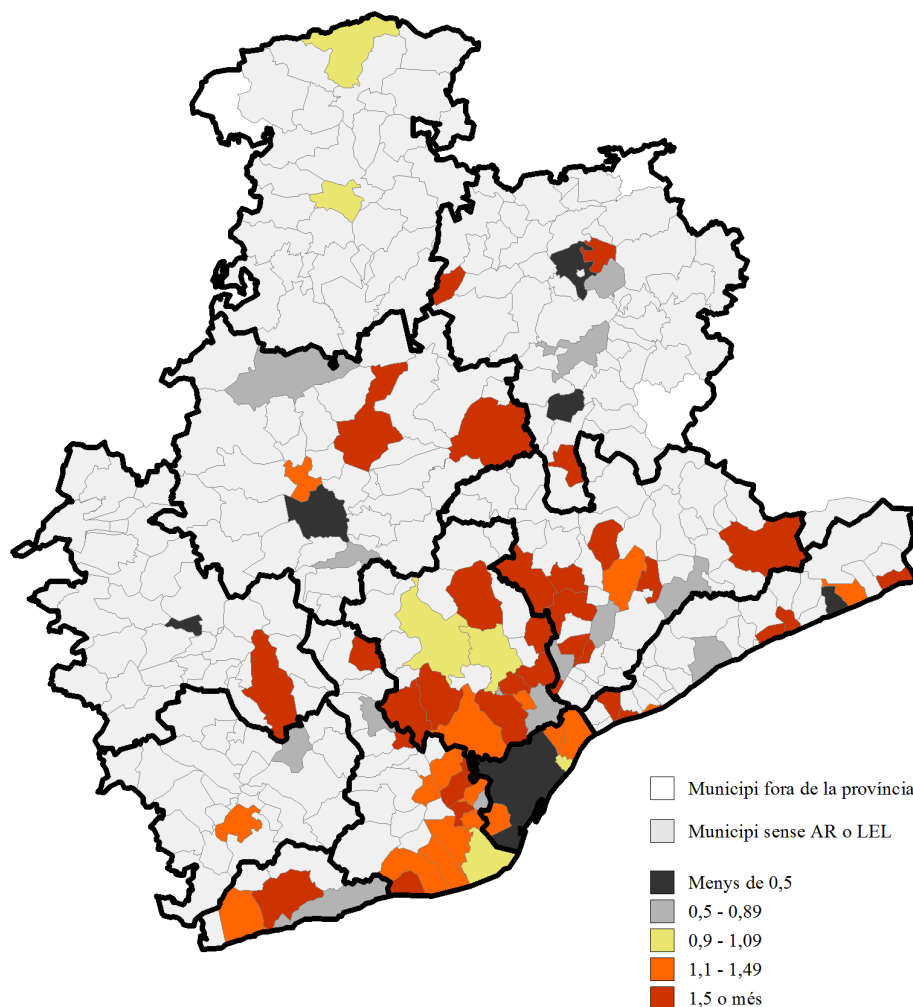 Municipi fora de la província
Municipi sense AR o LEL
Menys de 0,5
0,5 - 0,89
0,9 - 1,09
1,1 - 1,49
1,5 o més